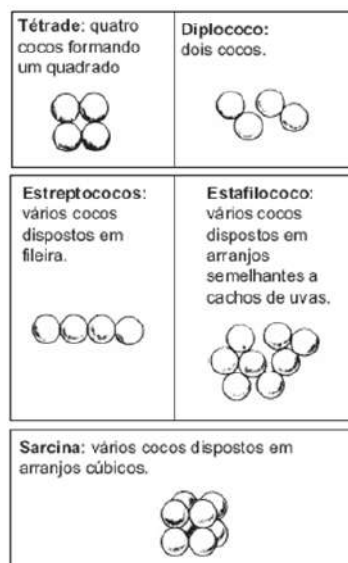 Tétrade: quatro
cocos formando
um quadrado
Diplococo:
dois cocos.
Estreptococos:
vários cocos
dispostos em
fileira.
Estafilococo:
vários cocos
dispostos em
arranjos
semelhantes a
cachos de uvas.
Sarcina: vários cocos dispostos em
arranjos cúbicos.